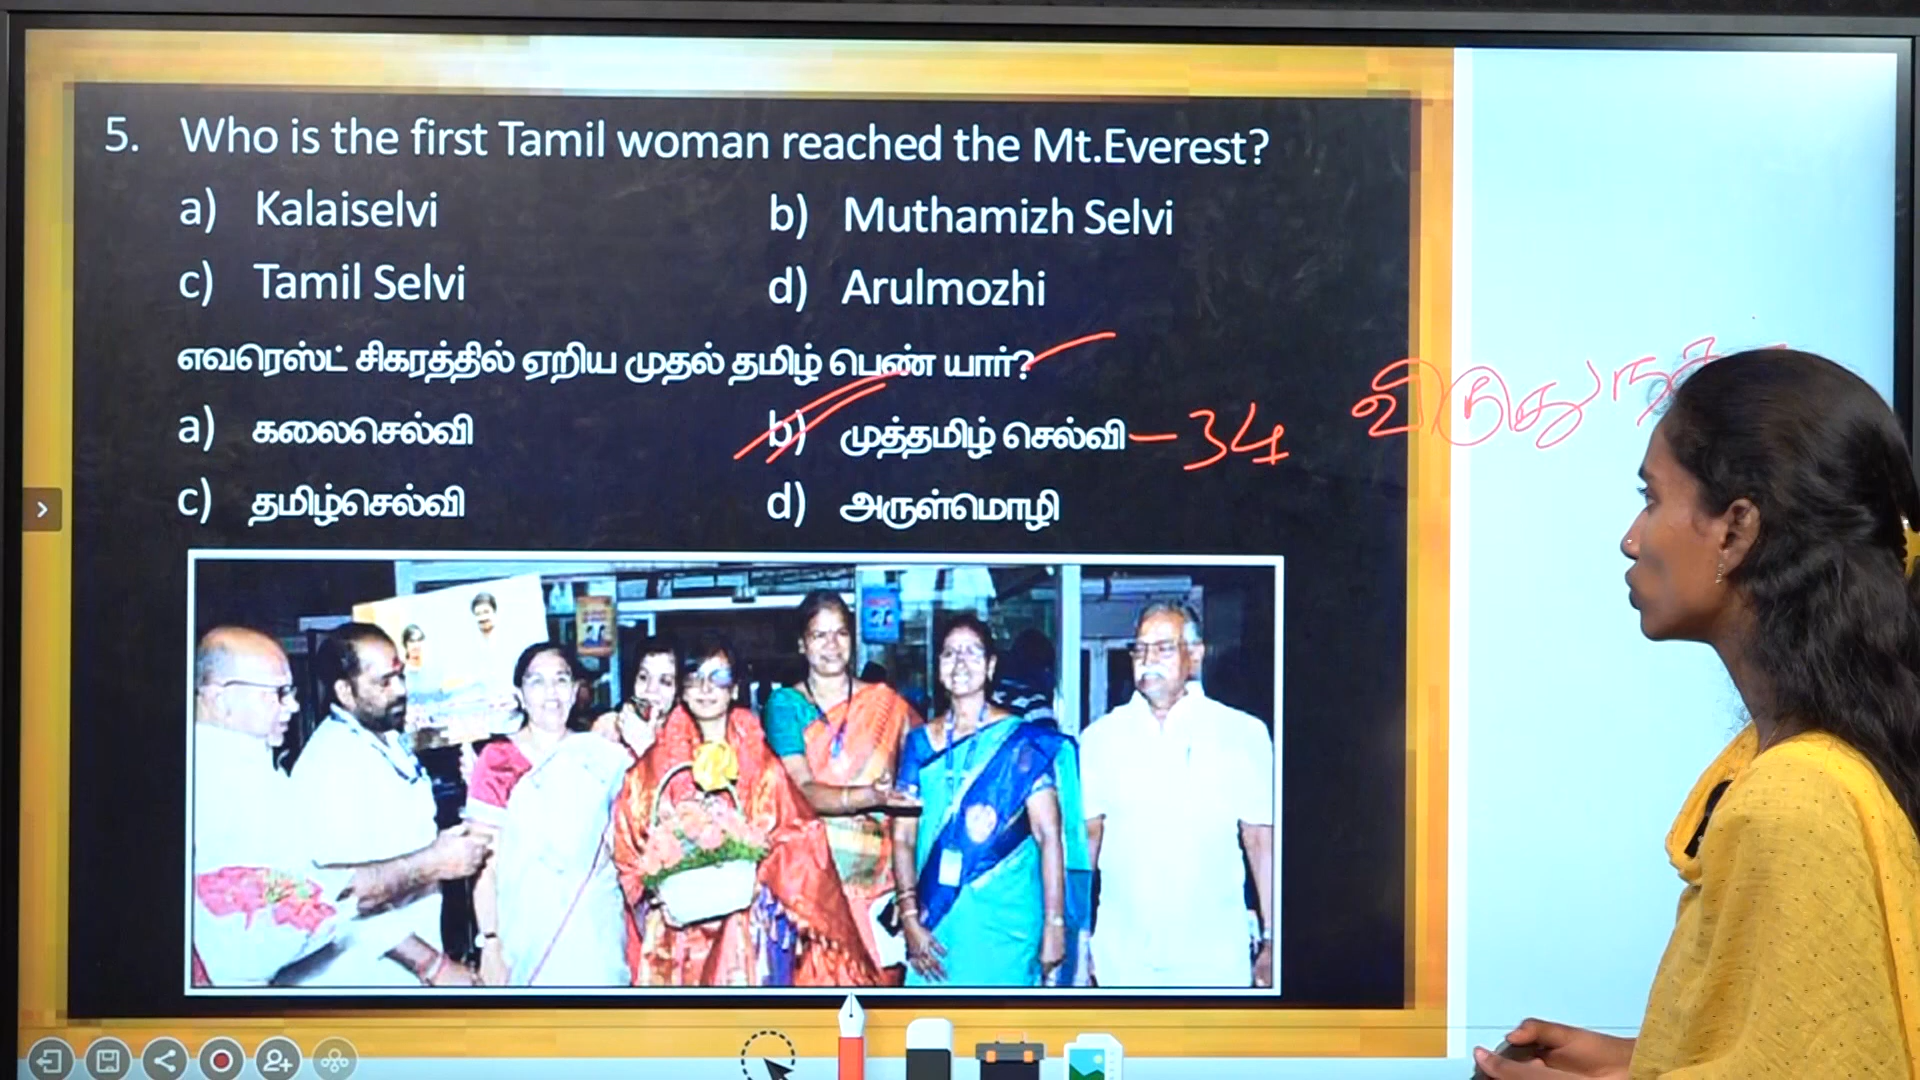 5. Who is the first Tamil woman reached the Mt.Everest?
a) Kalaiselvi b) Muthamizh Selvi
c) Tamil Selvi d) Arulmozhi
எவரெஸ்ட் சிகரத்தில் ஏறிய முதல் தமிழ் பெண் யார்?
a) கலைசெல்வி b) முத்தமிழ் செல்வி – 34 விருதுந
c) தமிழ்செல்வி d) அருள்மொழி